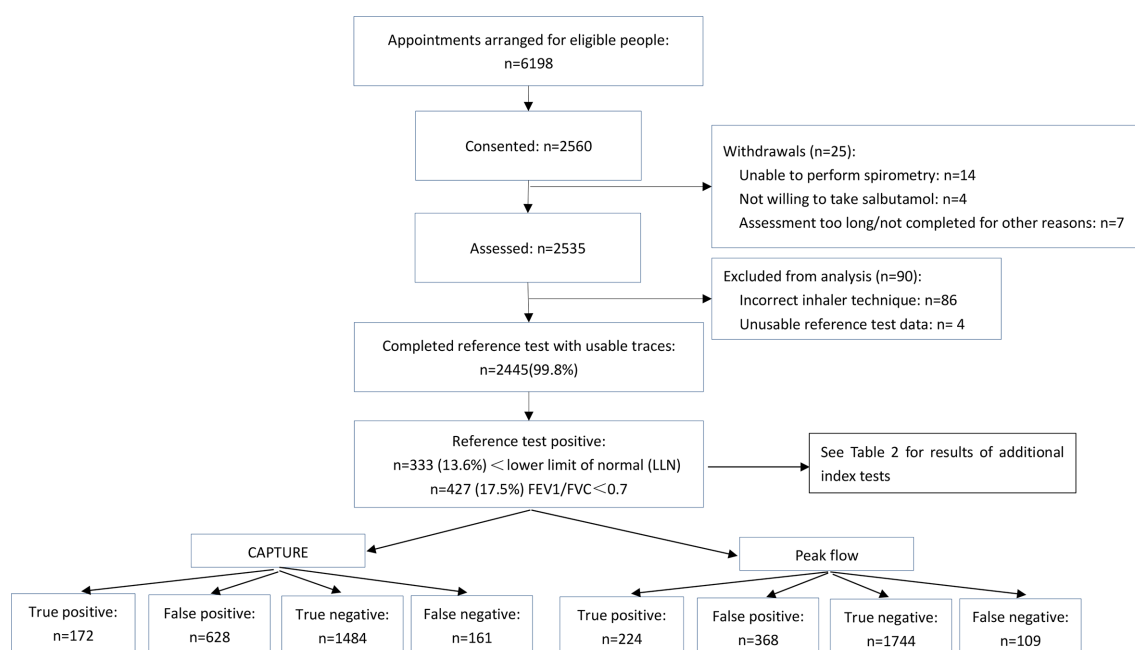 Appointments arranged for eligible people:
n=6198
Consented: n=2560
Withdrawals (n=25):
Unable to perform spirometry: n=14
Not willing to take salbutamol: n=4
Assessment too long/not completed for other reasons: n=7
Assessed: n=2535
Excluded from analysis (n=90):
Incorrect inhaler technique: n=86
Unusable reference test data: n= 4
Completed reference test with usable traces:
n=2445(99.8%)
Reference test positive:
n=333 (13.6%)＜lower limit of normal (LLN)
n=427 (17.5%) FEV1/FVC＜0.7
See Table 2 for results of additional
index tests
CAPTURE
Peak flow
True positive:
n=172
False positive:
n=628
True negative:
n=1484
False negative:
n=161
True positive:
n=224
False positive:
n=368
True negative:
n=1744
False negative:
n=109